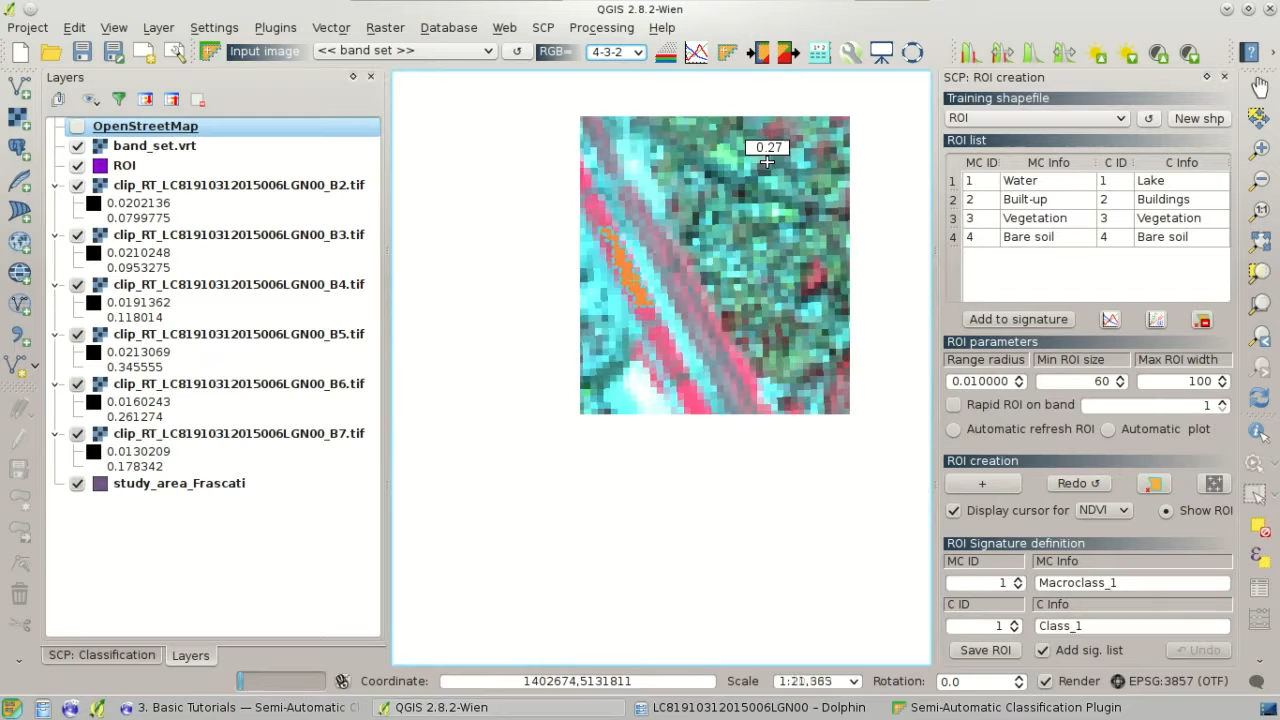 QGIS 2.8.2-Wien
Project Edit View Layer Settings Plugins Vector Raster Database Web SCP Processing Help
Input image << band set >> RGB= 4-3-2
Layers
OpenStreetMap
band_set.vrt
ROI
clip_RT_LC81910312015006LGN00_B2.tif
0.0202136
0.0799775
clip_RT_LC81910312015006LGN00_B3.tif
0.0210248
0.0953275
clip_RT_LC81910312015006LGN00_B4.tif
0.0191362
0.118014
clip_RT_LC81910312015006LGN00_B5.tif
0.0213069
0.345555
clip_RT_LC81910312015006LGN00_B6.tif
0.0160243
0.261274
clip_RT_LC81910312015006LGN00_B7.tif
0.0130209
0.178342
study_area_Frascati
SCP: Classification Layers
0.27
SCP: ROI creation
Training shapefile
ROI New shp
ROI list
MC ID MC Info C ID C Info
1 1 Water 1 Lake
2 2 Built-up 2 Buildings
3 3 Vegetation 3 Vegetation
4 4 Bare soil 4 Bare soil
Add to signature
ROI parameters
Range radius Min ROI size Max ROI width
0.010000 60 100
Rapid ROI on band 1
Automatic refresh ROI Automatic plot
ROI creation
+ Redo ↺
Display cursor for NDVI Show ROI
ROI Signature definition
MC ID MC Info
1 Macroclass_1
C ID C Info
1 Class_1
Save ROI Add sig. list Undo
Coordinate: 1402674,5131811 Scale 1:21,365 Rotation: 0.0 Render EPSG:3857 (OTF)
3. Basic Tutorials — Semi-Automatic C QGIS 2.8.2-Wien LC81910312015006LGN00 – Dolphin Semi-Automatic Classification Plugin